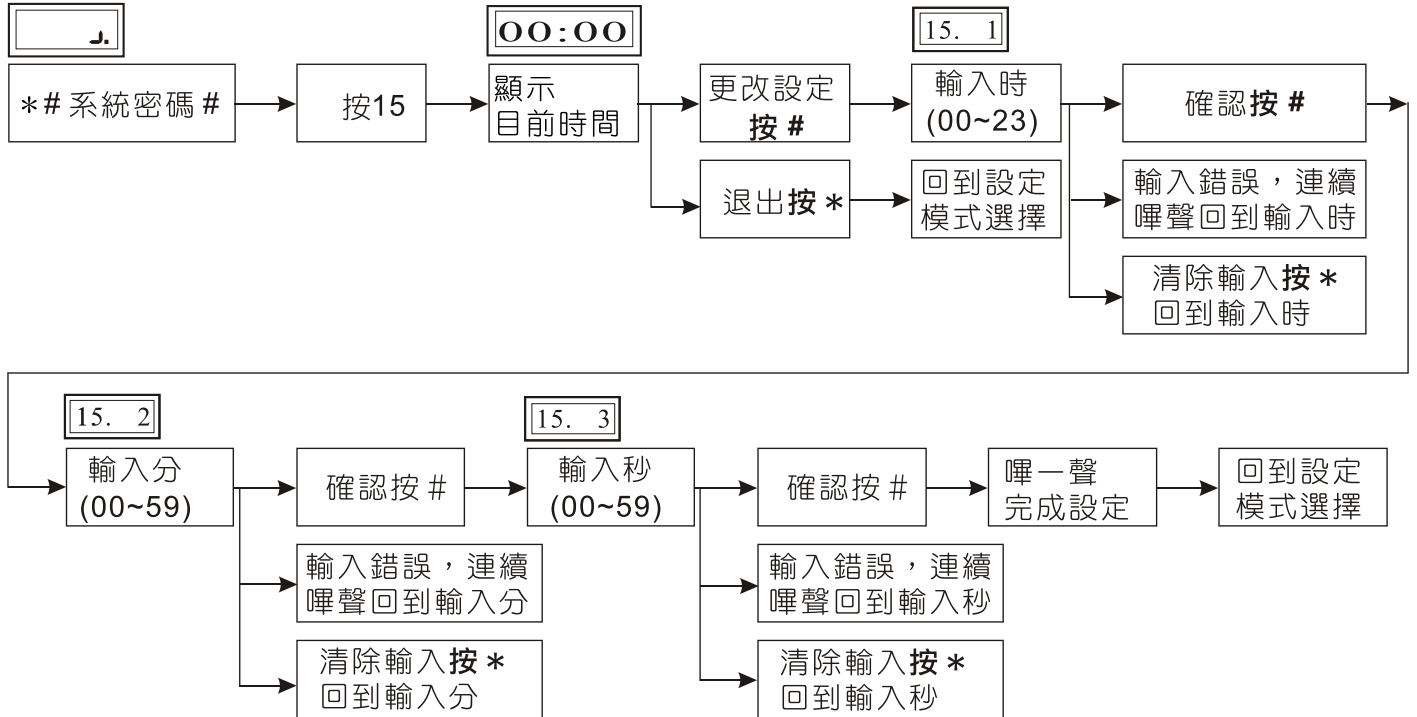 ┘.
OO:OO
15. 1
*#系統密碼#
按15
顯示
目前時間
更改設定
按#
輸入時
(00~23)
確認按#
退出按*
回到設定
模式選擇
輸入錯誤，連續
嗶聲回到輸入時
清除輸入按*
回到輸入時
15. 2
15. 3
輸入分
(00~59)
確認按#
輸入秒
(00~59)
確認按#
嗶一聲
完成設定
回到設定
模式選擇
輸入錯誤，連續
嗶聲回到輸入分
輸入錯誤，連續
嗶聲回到輸入秒
清除輸入按*
回到輸入分
清除輸入按*
回到輸入秒